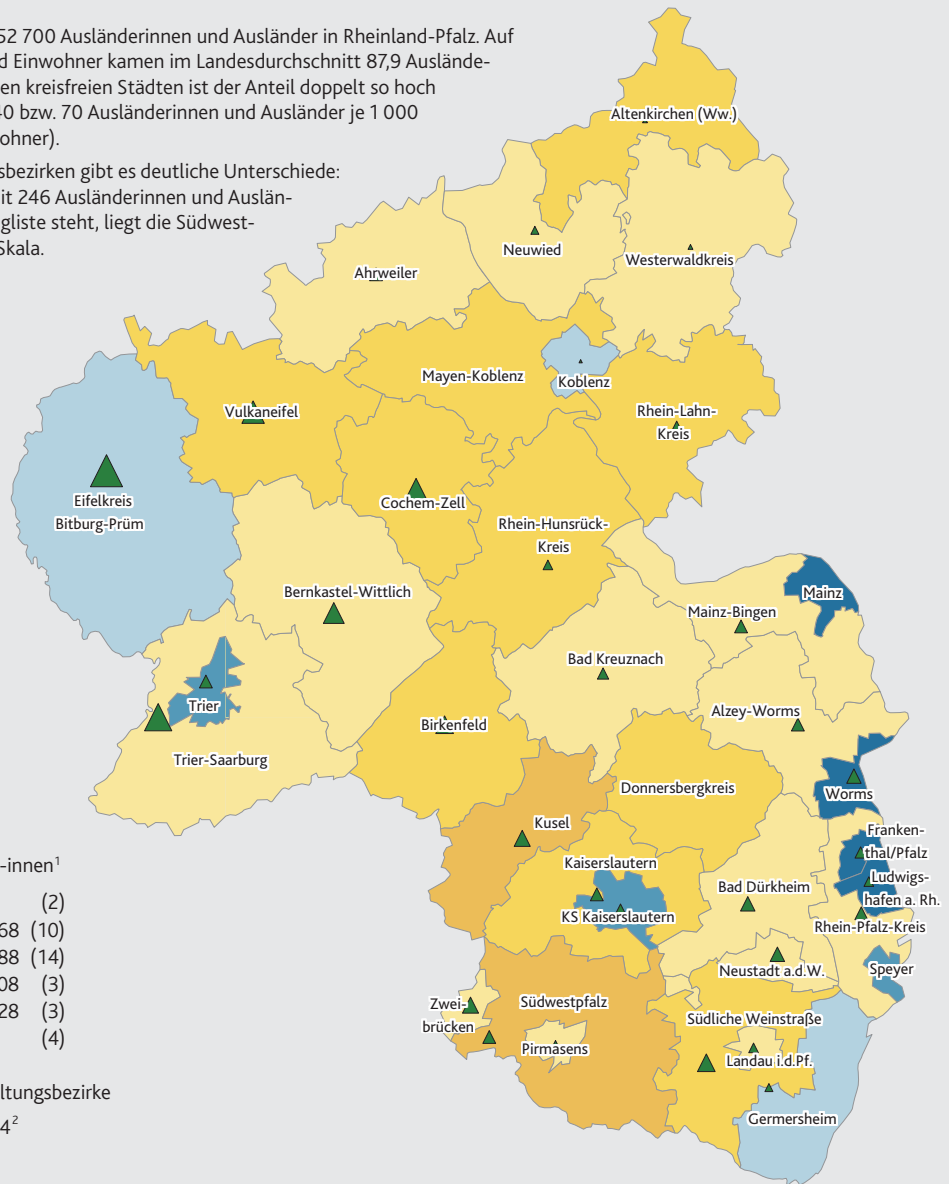 52 700 Ausländerinnen und Ausländer in Rheinland-Pfalz. Auf
d Einwohner kamen im Landesdurchschnitt 87,9 Auslände-
en kreisfreien Städten ist der Anteil doppelt so hoch
40 bzw. 70 Ausländerinnen und Ausländer je 1 000
ohner).
sbezirken gibt es deutliche Unterschiede:
it 246 Ausländerinnen und Auslän-
gliste steht, liegt die Südwest-
Skala.
Altenkirchen (Ww.)
Neuwied
Westerwaldkreis
Ahrweiler
Mayen-Koblenz
Koblenz
Vulkaneifel
Rhein-Lahn-
Kreis
Eifelkreis
Bitburg-Prüm
Cochem-Zell
Rhein-Hunsrück-
Kreis
Bernkastel-Wittlich
Mainz
Mainz-Bingen
Bad Kreuznach
Trier
Alzey-Worms
Birkenfeld
Trier-Saarburg
Donnersbergkreis
Worms
Kusel
Franken-
thal/Pfalz
Kaiserslautern
Ludwigs-
hafen a. Rh.
Bad Dürkheim
KS Kaiserslautern
Rhein-Pfalz-Kreis
Neustadt a.d.W.
Speyer
Zwei-
brücken
Südwestpfalz
Südliche Weinstraße
Pirmasens
Landau i.d.Pf.
Germersheim
-innen¹
(2)
68 (10)
88 (14)
08 (3)
28 (3)
(4)
ltungsbezirke
4²